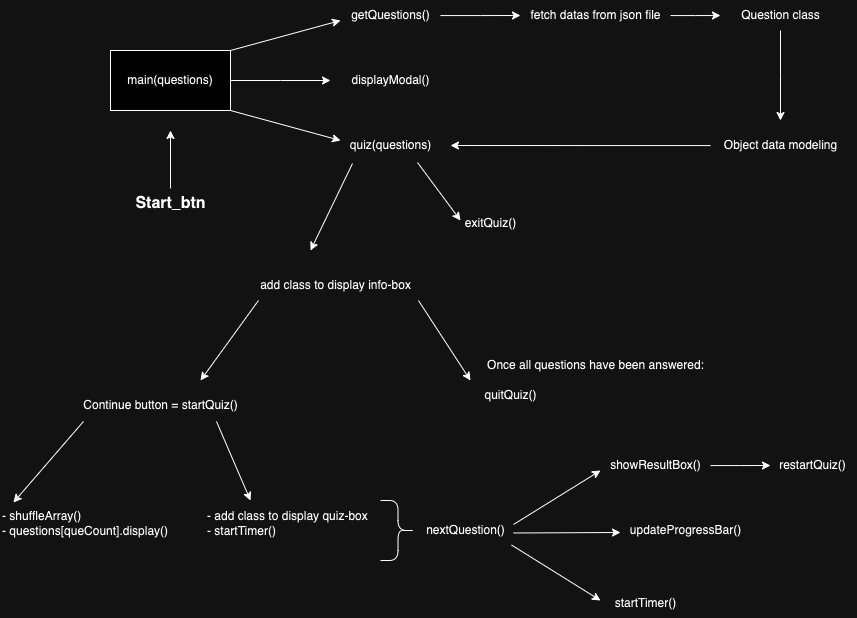 getQuestions()
fetch datas from json file
Question class
main(questions)
displayModal()
quiz(questions)
Object data modeling
Start_btn
exitQuiz()
add class to display info-box
Once all questions have been answered:
quitQuiz()
Continue button = startQuiz()
showResultBox()
restartQuiz()
- shuffleArray()
- questions[queCount].display()
- add class to display quiz-box
- startTimer()
nextQuestion()
updateProgressBar()
startTimer()